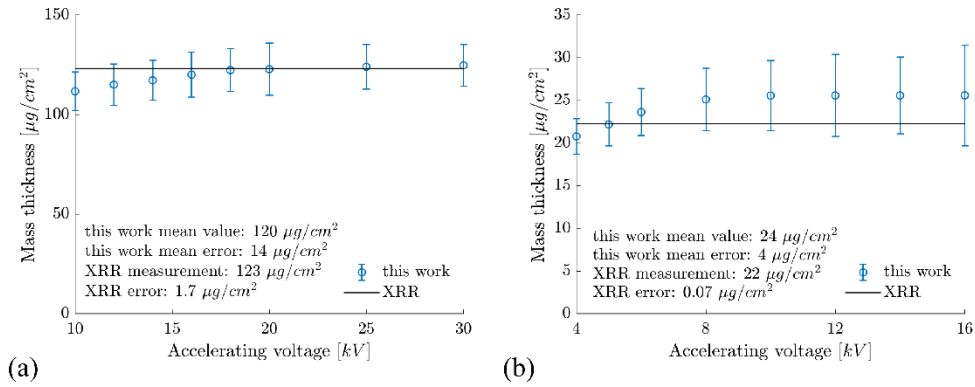 150
100
50
0
Mass thickness [μg/cm²]
this work mean value: 120 μg/cm²
this work mean error: 14 μg/cm²
XRR measurement: 123 μg/cm²
XRR error: 1.7 μg/cm²
this work
XRR
10 15 20 25 30
Accelerating voltage [kV]
(a)
35
30
25
20
15
10
5
0
Mass thickness [μg/cm²]
this work mean value: 24 μg/cm²
this work mean error: 4 μg/cm²
XRR measurement: 22 μg/cm²
XRR error: 0.07 μg/cm²
this work
XRR
4 8 12 16
Accelerating voltage [kV]
(b)